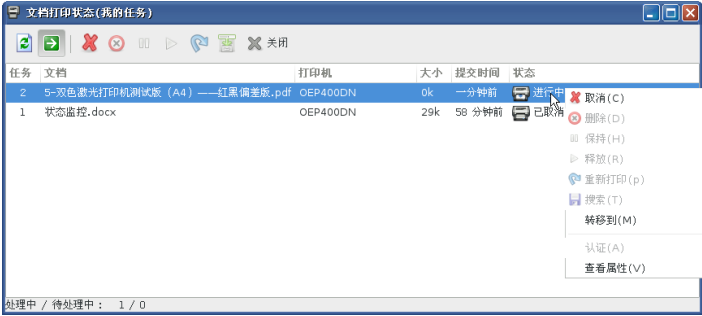 文档打印状态(我的任务)
关闭
任务 文档 打印机 大小 提交时间 状态
2 5-双色激光打印机测试版（A4）——红黑偏差版.pdf OEP400DN 0k 一分钟前 进行中
1 状态监控.docx OEP400DN 29k 58 分钟前 已取消
取消(C)
删除(D)
保持(H)
释放(R)
重新打印(p)
搜索(T)
转移到(M)
认证(A)
查看属性(V)
处理中 / 待处理中： 1 / 0